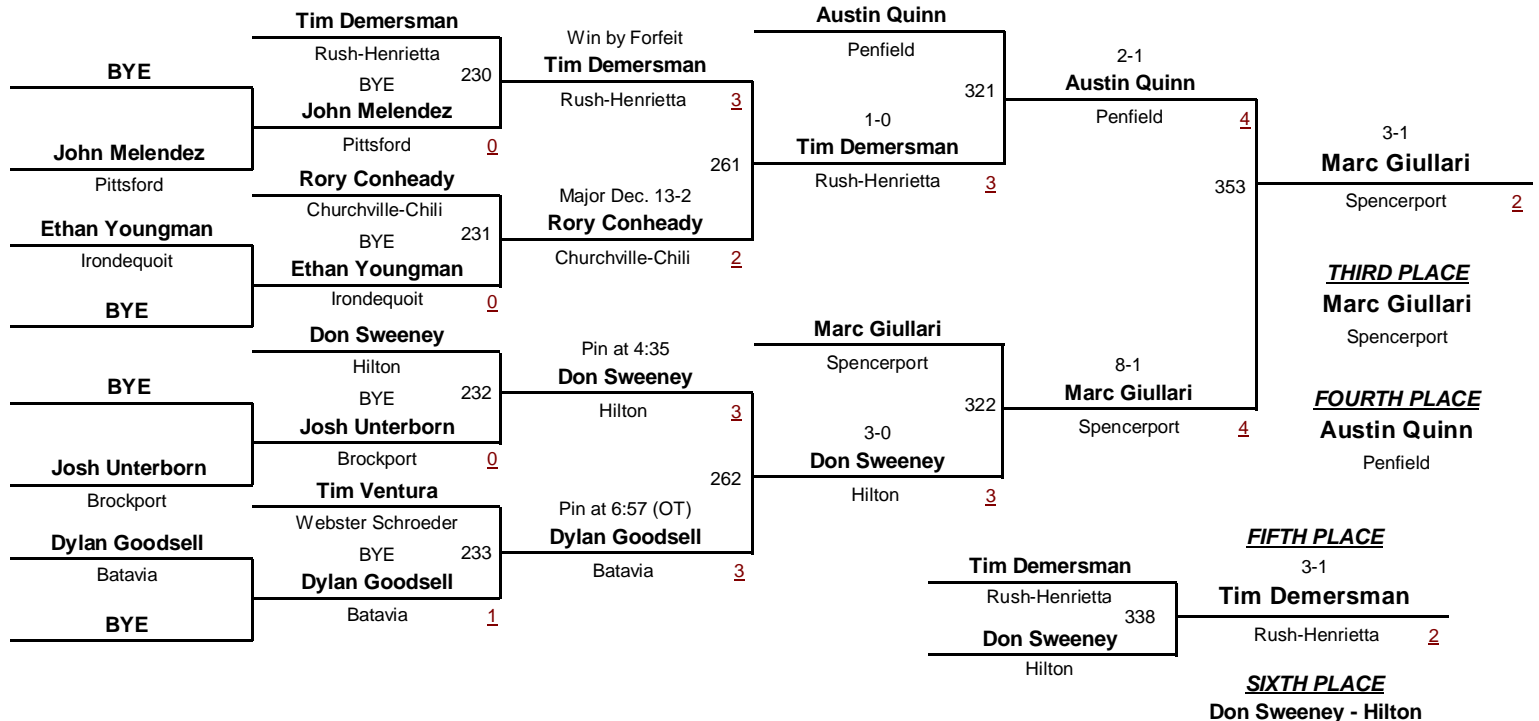 BYE
John Melendez
Pittsford
Ethan Youngman
Irondequoit
BYE
BYE
Josh Unterborn
Brockport
Dylan Goodsell
Batavia
BYE
Tim Demersman
Rush-Henrietta
BYE
230
John Melendez
Pittsford
0
Rory Conheady
Churchville-Chili
BYE
231
Ethan Youngman
Irondequoit
0
Don Sweeney
Hilton
BYE
232
Josh Unterborn
Brockport
0
Tim Ventura
Webster Schroeder
BYE
233
Dylan Goodsell
Batavia
1
Win by Forfeit
Tim Demersman
Rush-Henrietta
3
261
Major Dec. 13-2
Rory Conheady
Churchville-Chili
2
Pin at 4:35
Don Sweeney
Hilton
3
262
Pin at 6:57 (OT)
Dylan Goodsell
Batavia
3
Austin Quinn
Penfield
321
1-0
Tim Demersman
Rush-Henrietta
3
Marc Giullari
Spencerport
322
3-0
Don Sweeney
Hilton
3
2-1
Austin Quinn
Penfield
4
353
8-1
Marc Giullari
Spencerport
4
3-1
Marc Giullari
Spencerport
2
THIRD PLACE
Marc Giullari
Spencerport
FOURTH PLACE
Austin Quinn
Penfield
Tim Demersman
Rush-Henrietta
338
Don Sweeney
Hilton
FIFTH PLACE
3-1
Tim Demersman
Rush-Henrietta
2
SIXTH PLACE
Don Sweeney - Hilton